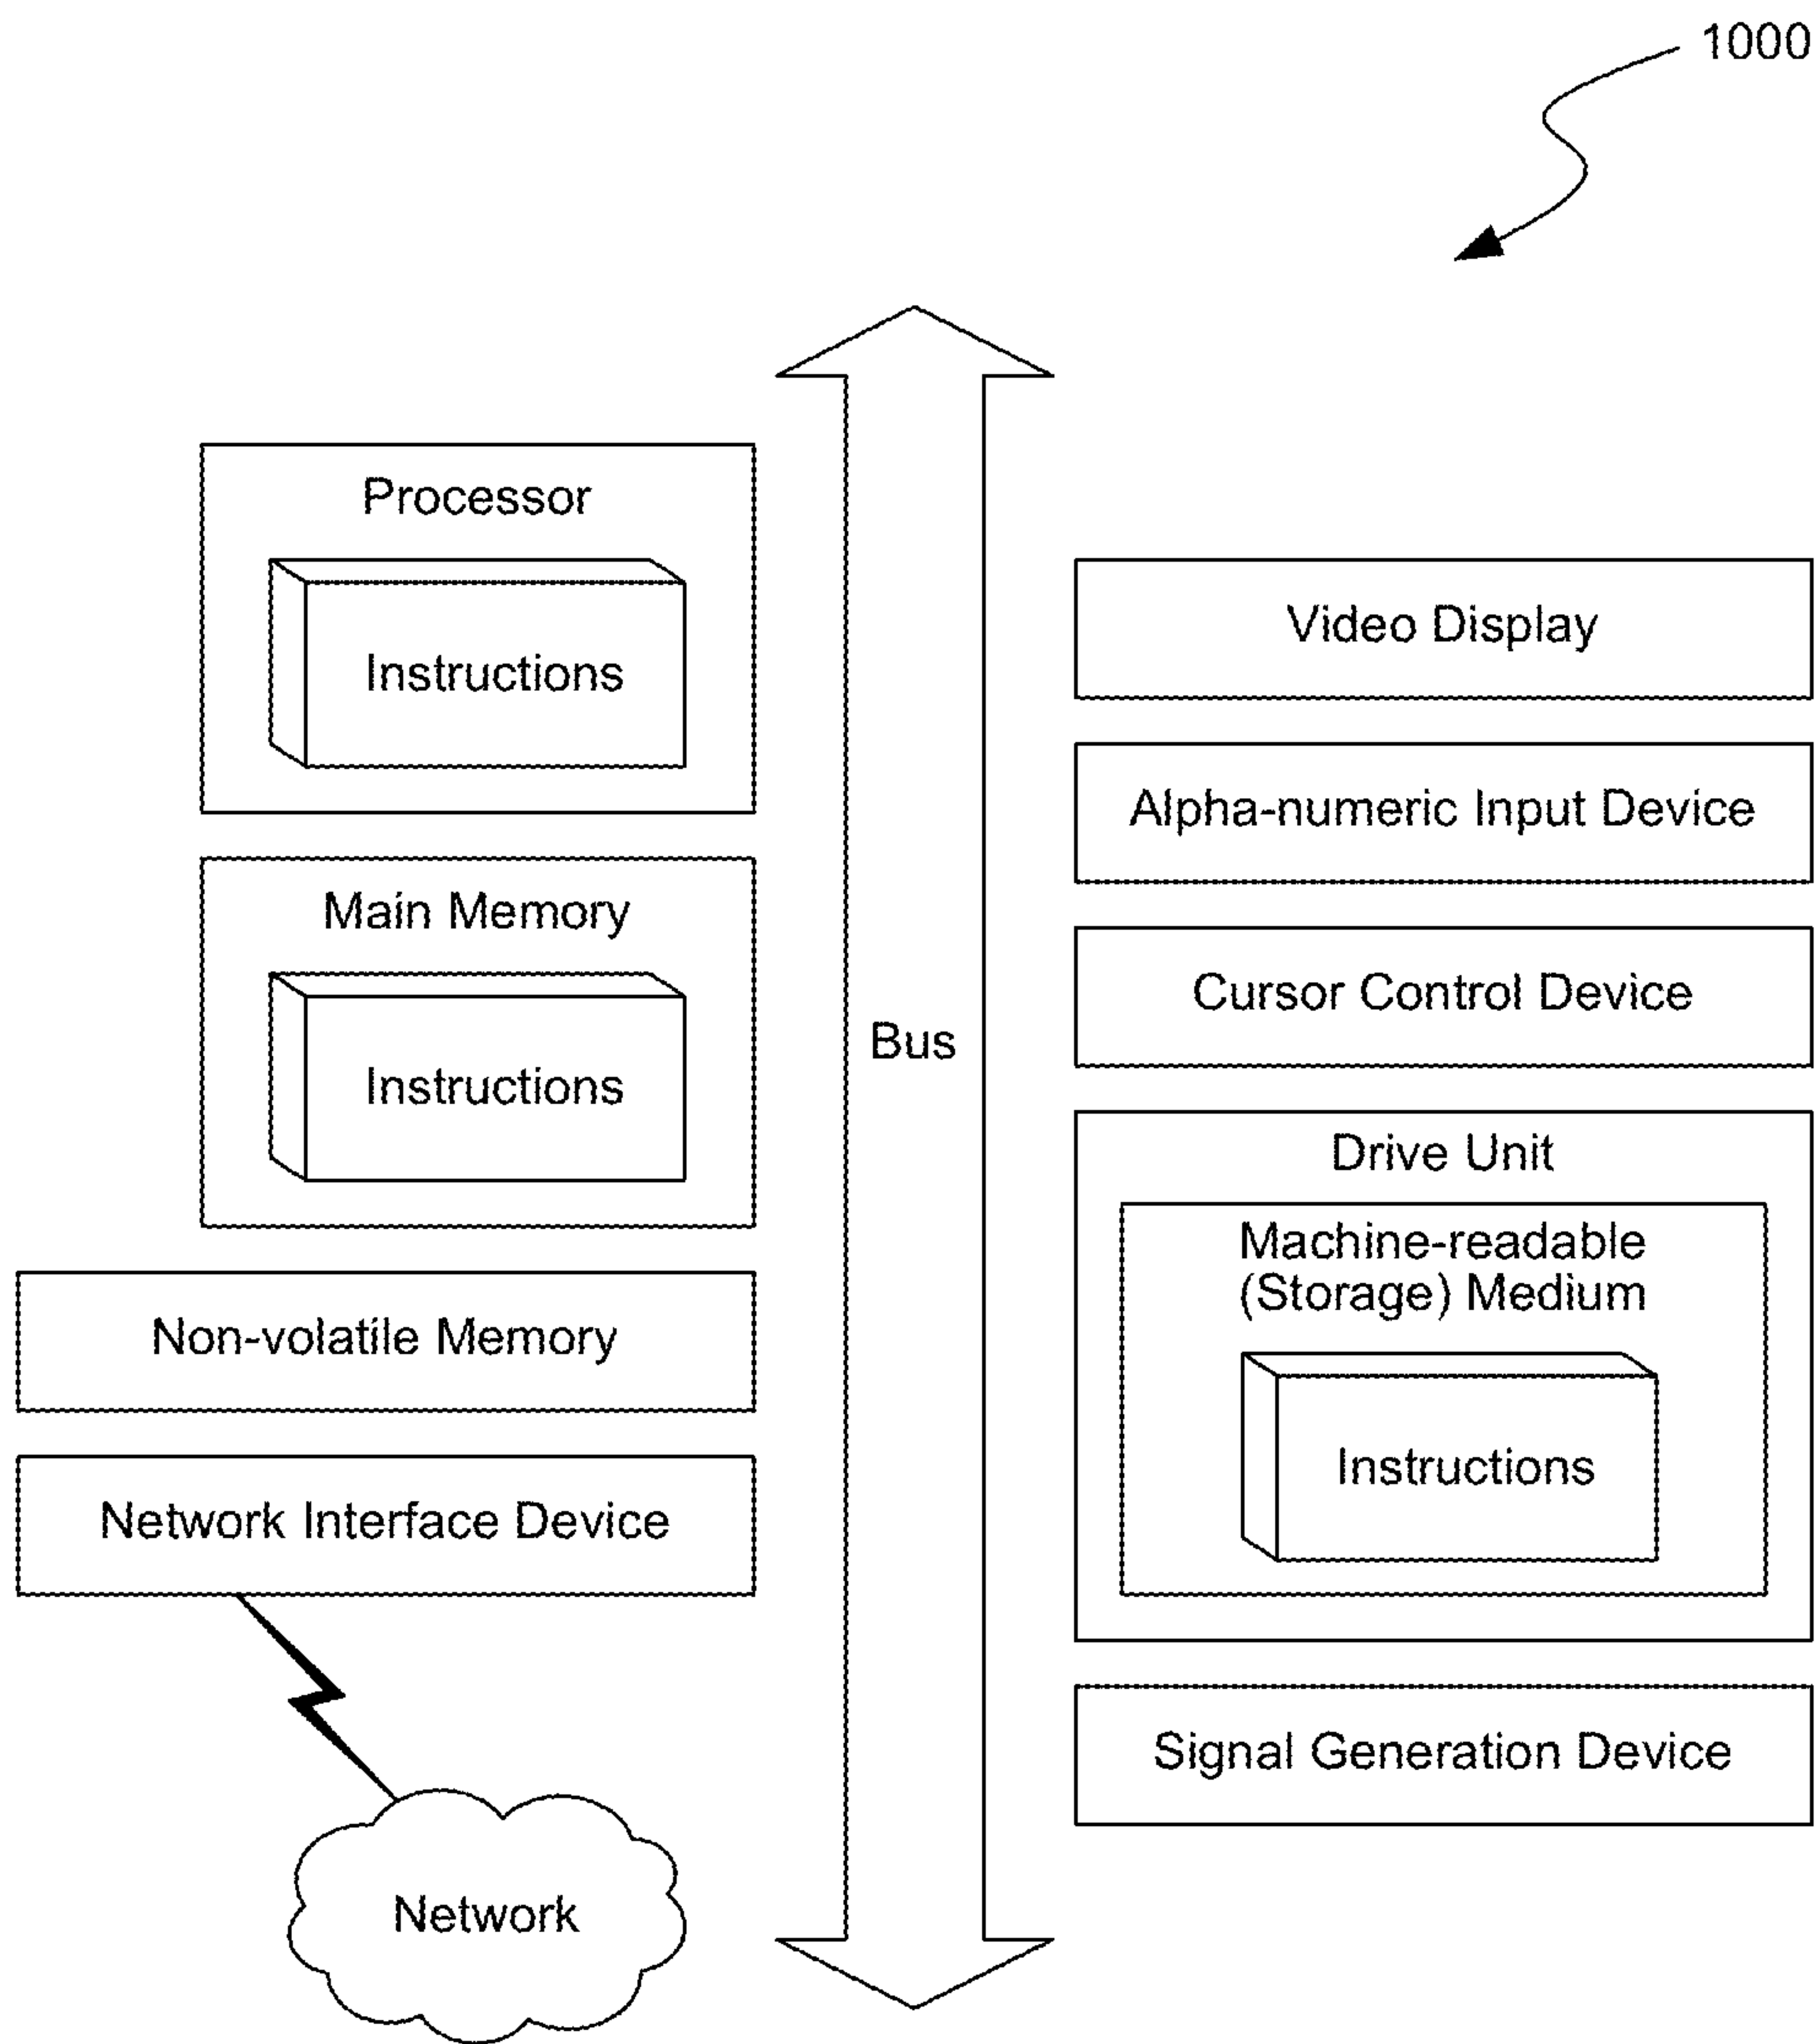 1000
Processor
Instructions
Main Memory
Instructions
Non-volatile Memory
Network Interface Device
Network
Bus
Video Display
Alpha-numeric Input Device
Cursor Control Device
Drive Unit
Machine-readable
(Storage) Medium
Instructions
Signal Generation Device